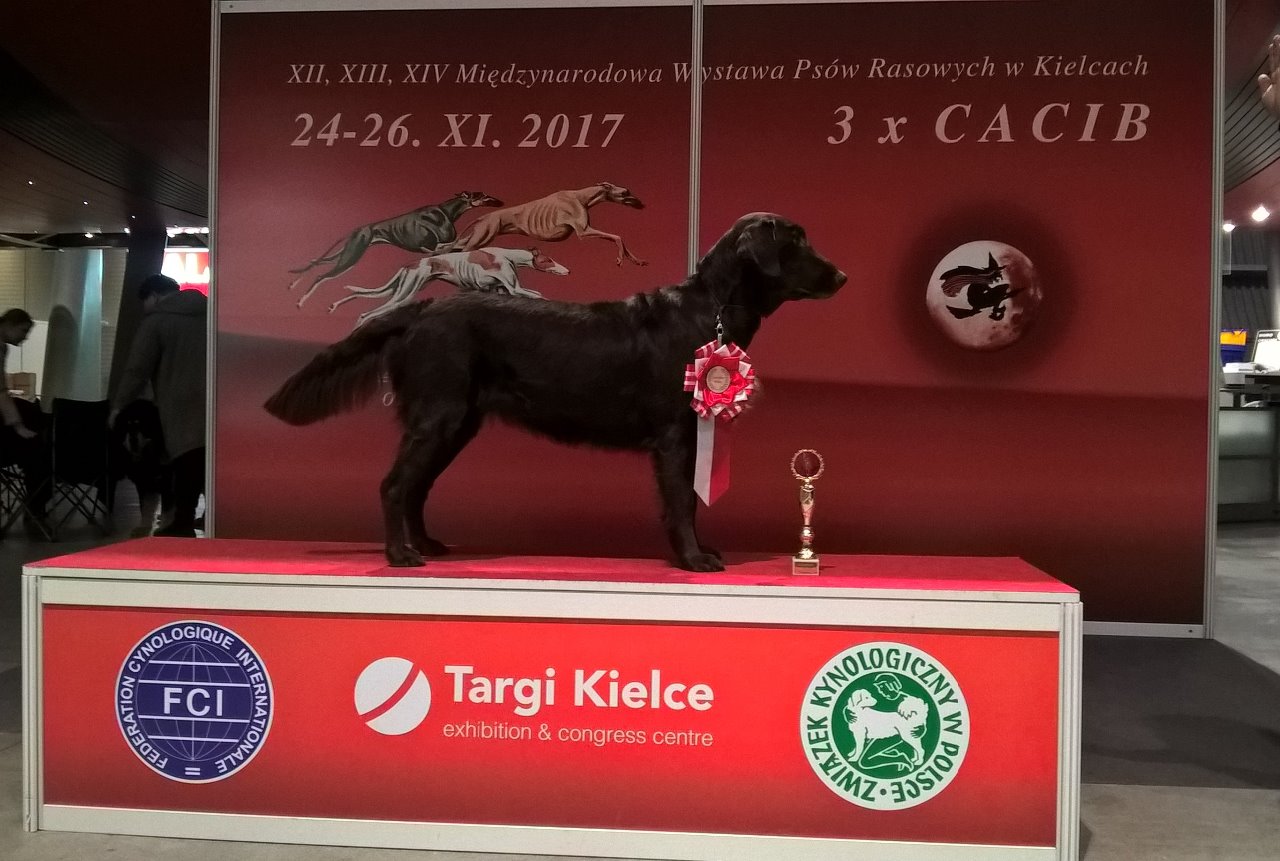 XII, XIII, XIV Międzynarodowa Wystawa Psów Rasowych w Kielcach
24-26. XI. 2017
3 x CACIB
FEDERATION CYNOLOGIQUE INTERNATIONALE
FCI
Targi Kielce
exhibition & congress centre
ZWIĄZEK KYNOLOGICZNY W POLSCE